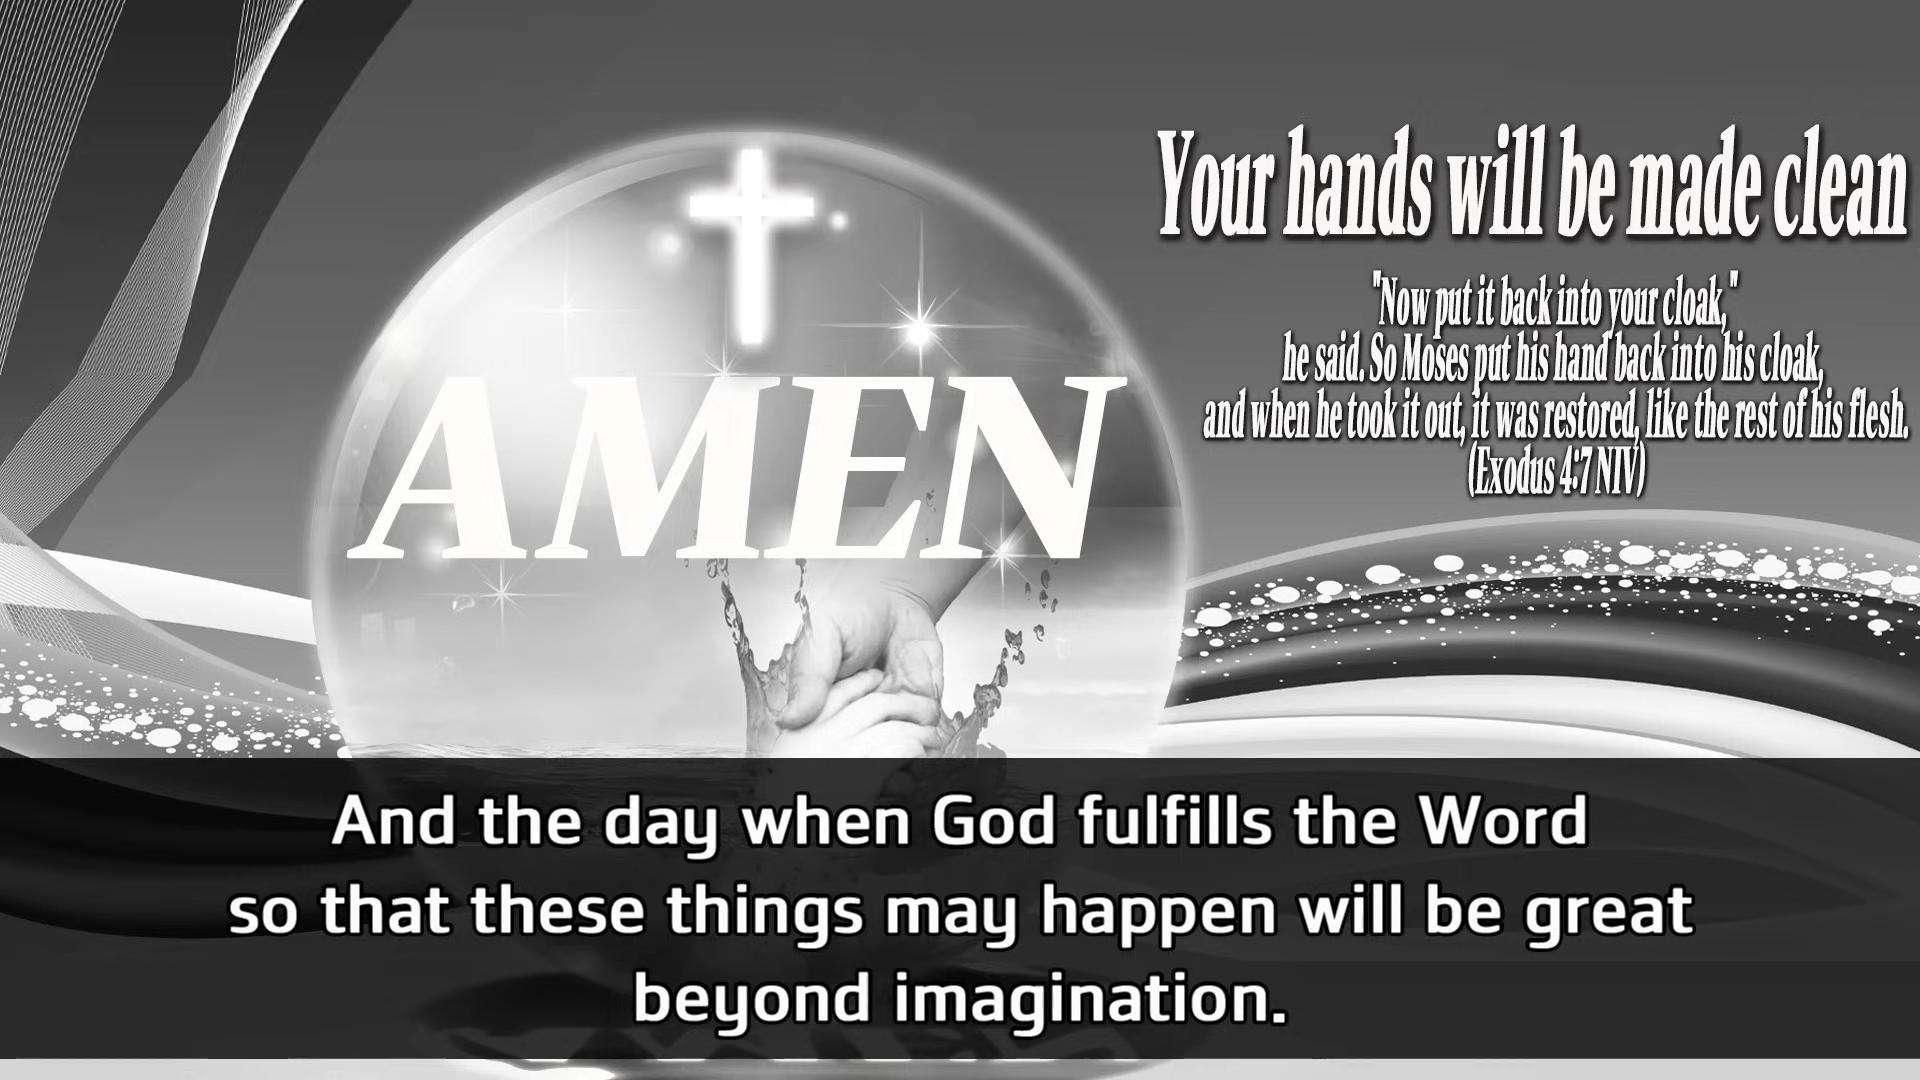 Your hands will be made clean
"Now put it back into your cloak,"
he said. So Moses put his hand back into his cloak,
and when he took it out, it was restored, like the rest of his flesh.
(Exodus 4:7 NIV)
AMEN
And the day when God fulfills the Word
so that these things may happen will be great
beyond imagination.